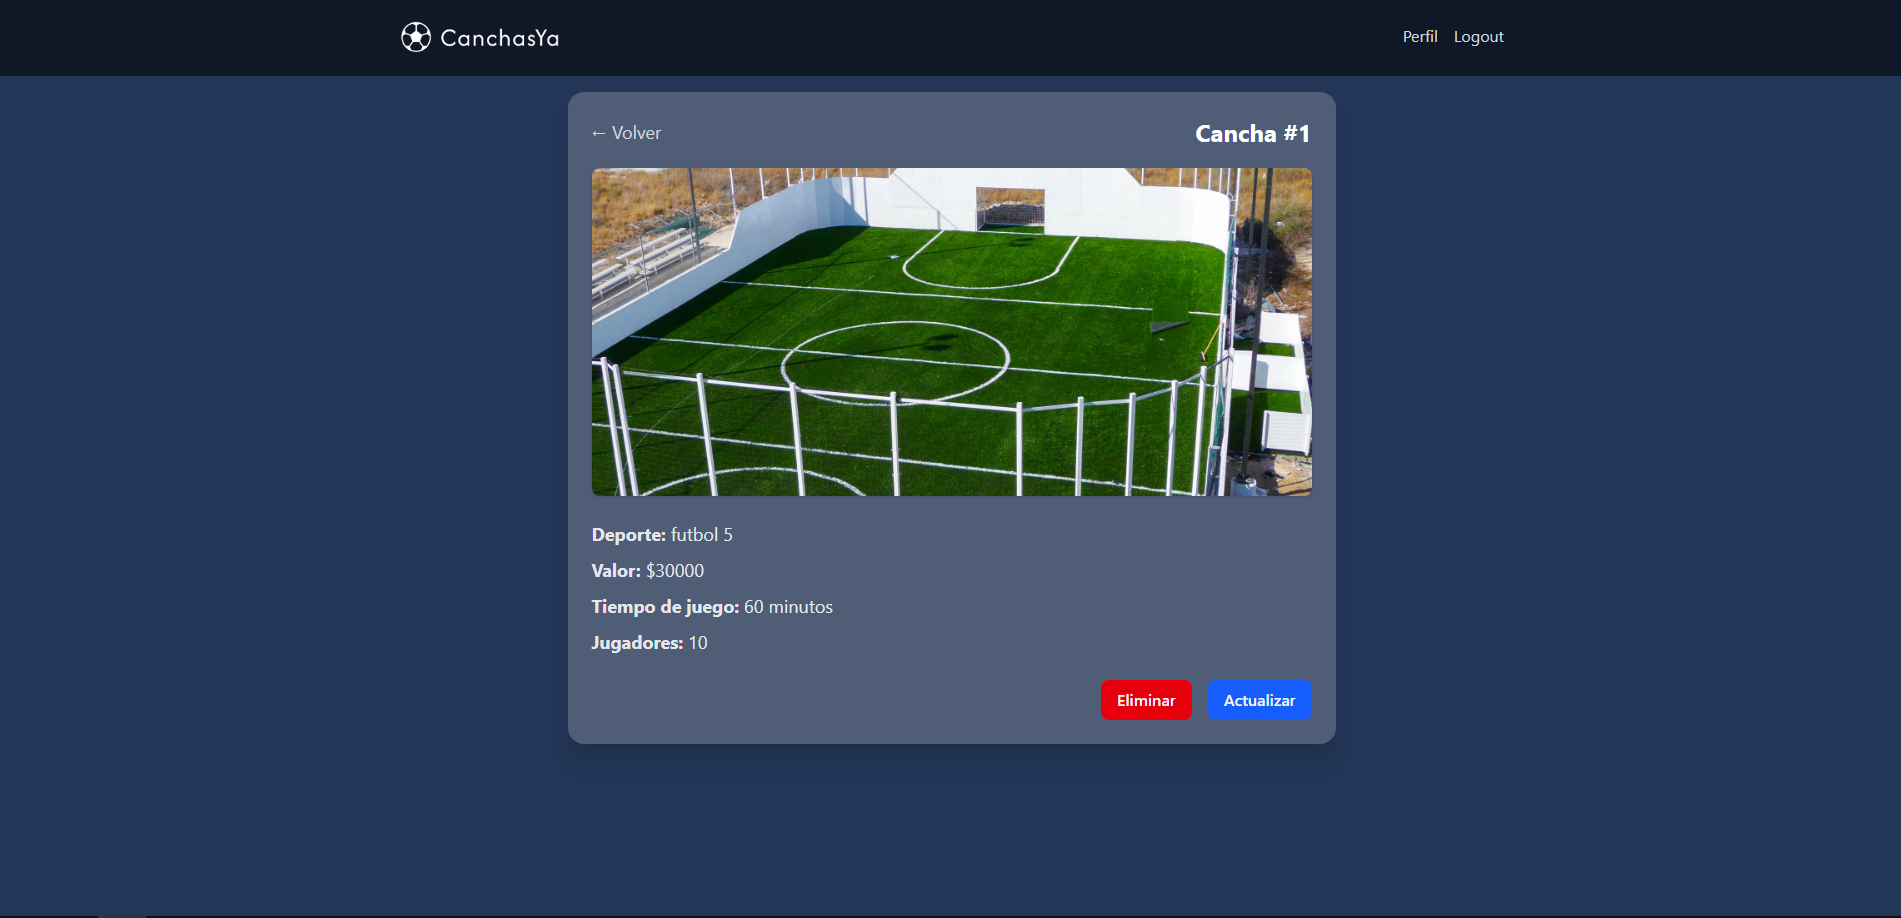 CanchasYa
Perfil Logout
← Volver
Cancha #1
Deporte: futbol 5
Valor: $30000
Tiempo de juego: 60 minutos
Jugadores: 10
Eliminar Actualizar